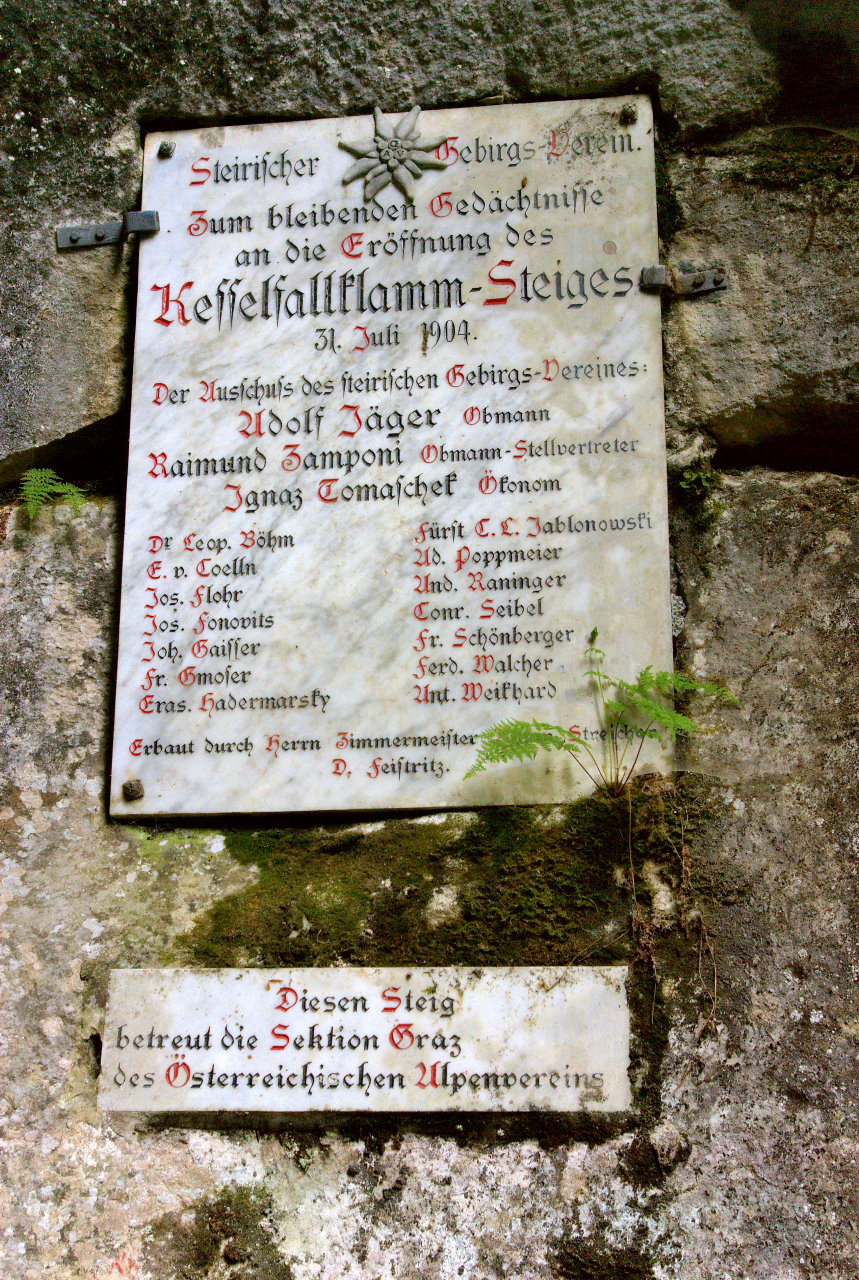 Steiriſcher Gebirgs-Verein.
Zum bleibenden Gedächtniſſe
an die Eröffnung des
Keſſelfallklamm-Steiges
31. Juli 1904.
Der Ausſchuſs des ſteiriſchen Gebirgs-Vereines:
Adolf Jäger Obmann
Raimund Zamponi Obmann-Stellvertreter
Ignaz Tomaſchek Ökonom
Dr Leop. Böhm
E. v. Coelln
Joſ. Flohr
Joſ. Fonovits
Joh. Gaiſſer
Fr. Gmoſer
Eras. Hadermarsky
Fürſt C. L. Jablonowski
Ad. Poppmeier
And. Raninger
Conr. Seibel
Fr. Schönberger
Ferd. Walcher
Ant. Weikhard
Erbaut durch Herrn Zimmermeiſter
D. Feiſtritz.
Diesen Steig
betreut die Sektion Graz
des Öſterreichiſchen Alpenvereins